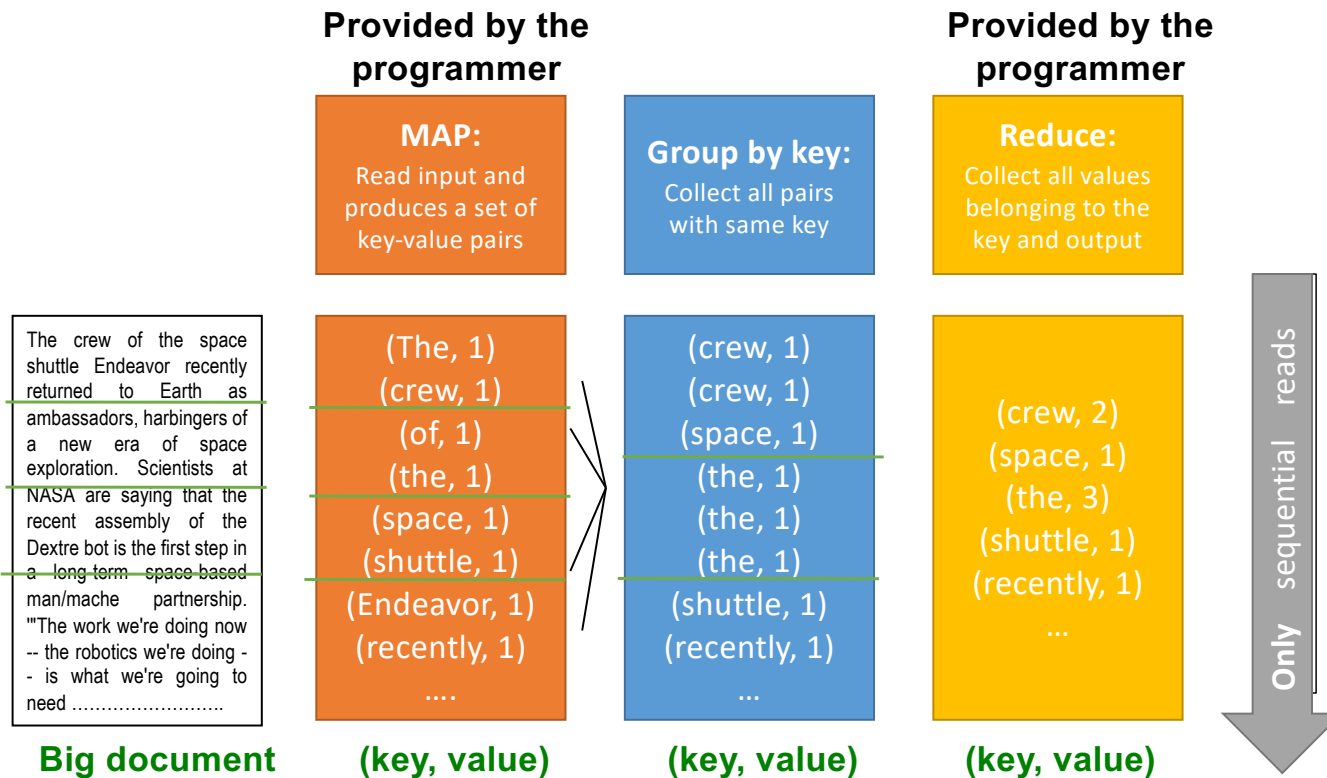 Provided by the
programmer
Provided by the
programmer
MAP:
Read input and
produces a set of
key-value pairs
Group by key:
Collect all pairs
with same key
Reduce:
Collect all values
belonging to the
key and output
The crew of the space
shuttle Endeavor recently
returned to Earth as
ambassadors, harbingers of
a new era of space
exploration. Scientists at
NASA are saying that the
recent assembly of the
Dextre bot is the first step in
a long-term space-based
man/mache partnership.
'"The work we're doing now
-- the robotics we're doing -
- is what we're going to
need ……………………..
Big document
(The, 1)
(crew, 1)
(of, 1)
(the, 1)
(space, 1)
(shuttle, 1)
(Endeavor, 1)
(recently, 1)
….
(key, value)
(crew, 1)
(crew, 1)
(space, 1)
(the, 1)
(the, 1)
(the, 1)
(shuttle, 1)
(recently, 1)
…
(key, value)
(crew, 2)
(space, 1)
(the, 3)
(shuttle, 1)
(recently, 1)
…
(key, value)
Only sequential reads